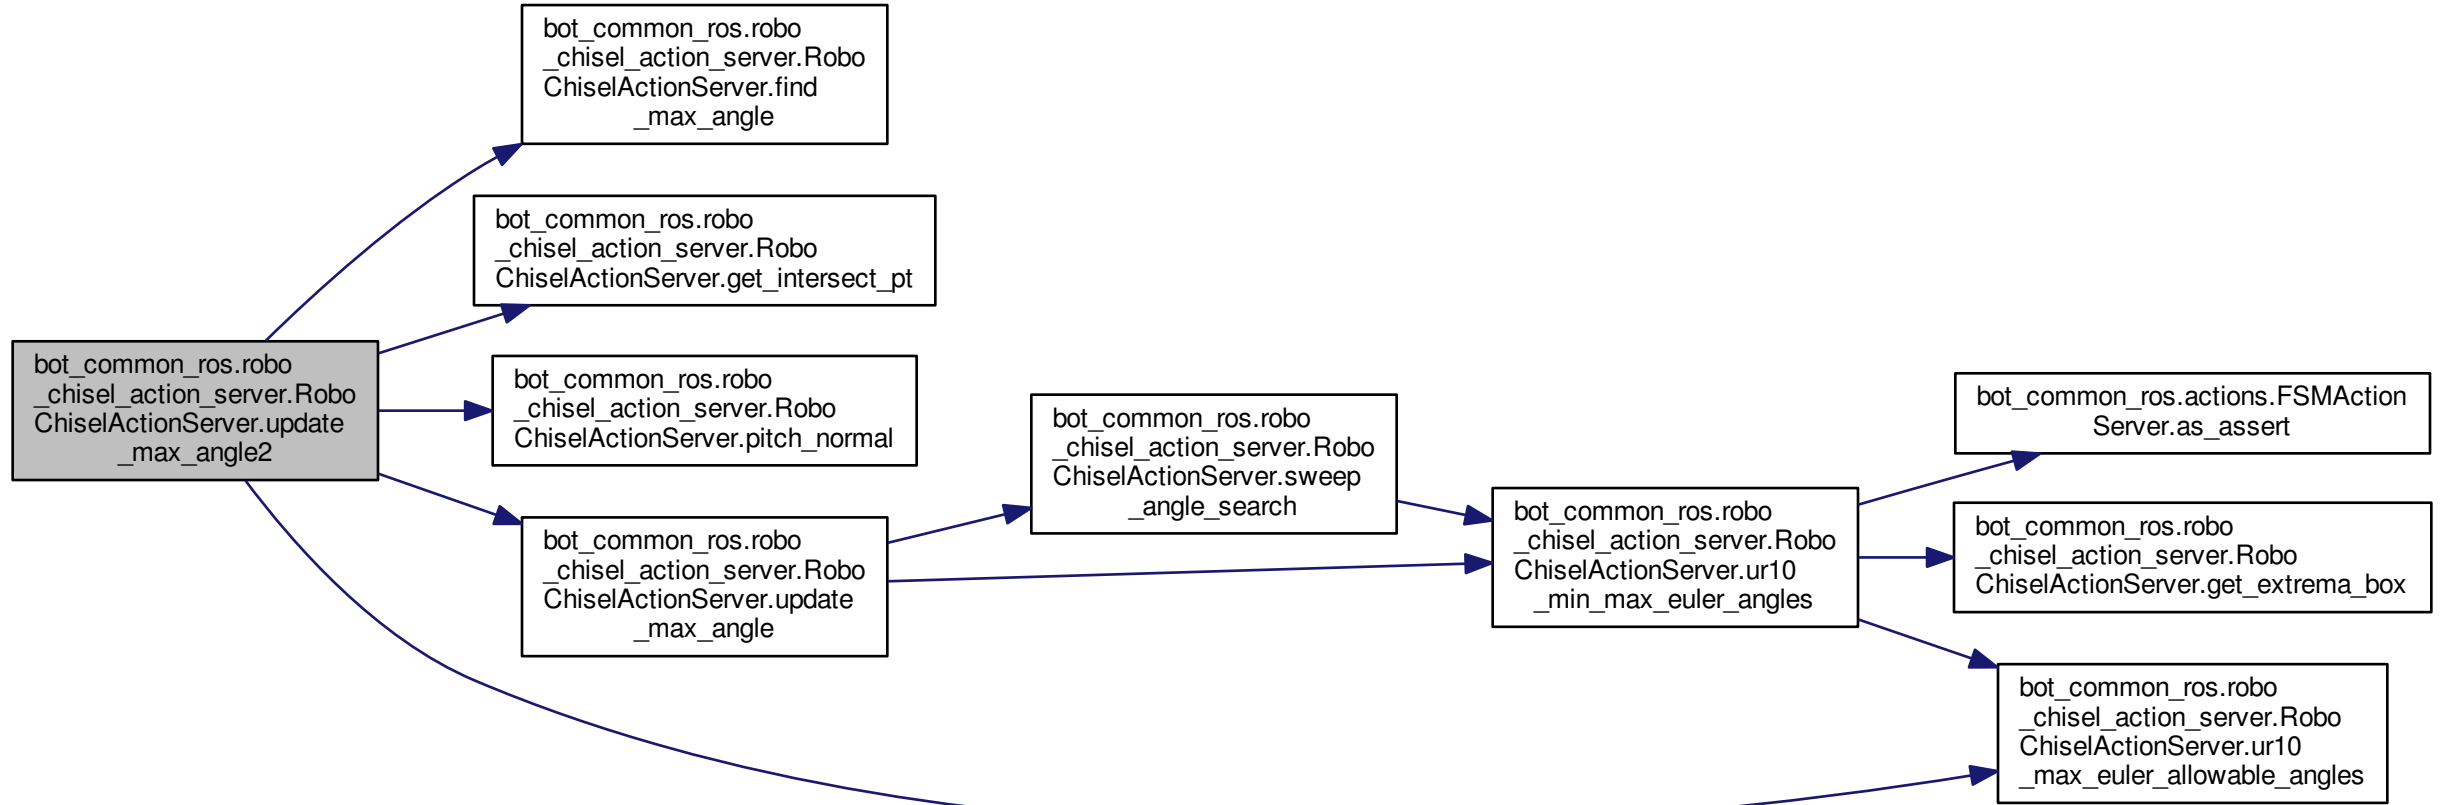 bot_common_ros.robo
_chisel_action_server.Robo
ChiselActionServer.find
_max_angle
bot_common_ros.robo
_chisel_action_server.Robo
ChiselActionServer.get_intersect_pt
bot_common_ros.robo
_chisel_action_server.Robo
ChiselActionServer.update
_max_angle2
bot_common_ros.robo
_chisel_action_server.Robo
ChiselActionServer.pitch_normal
bot_common_ros.robo
_chisel_action_server.Robo
ChiselActionServer.update
_max_angle
bot_common_ros.robo
_chisel_action_server.Robo
ChiselActionServer.sweep
_angle_search
bot_common_ros.robo
_chisel_action_server.Robo
ChiselActionServer.ur10
_min_max_euler_angles
bot_common_ros.actions.FSMAction
Server.as_assert
bot_common_ros.robo
_chisel_action_server.Robo
ChiselActionServer.get_extrema_box
bot_common_ros.robo
_chisel_action_server.Robo
ChiselActionServer.ur10
_max_euler_allowable_angles